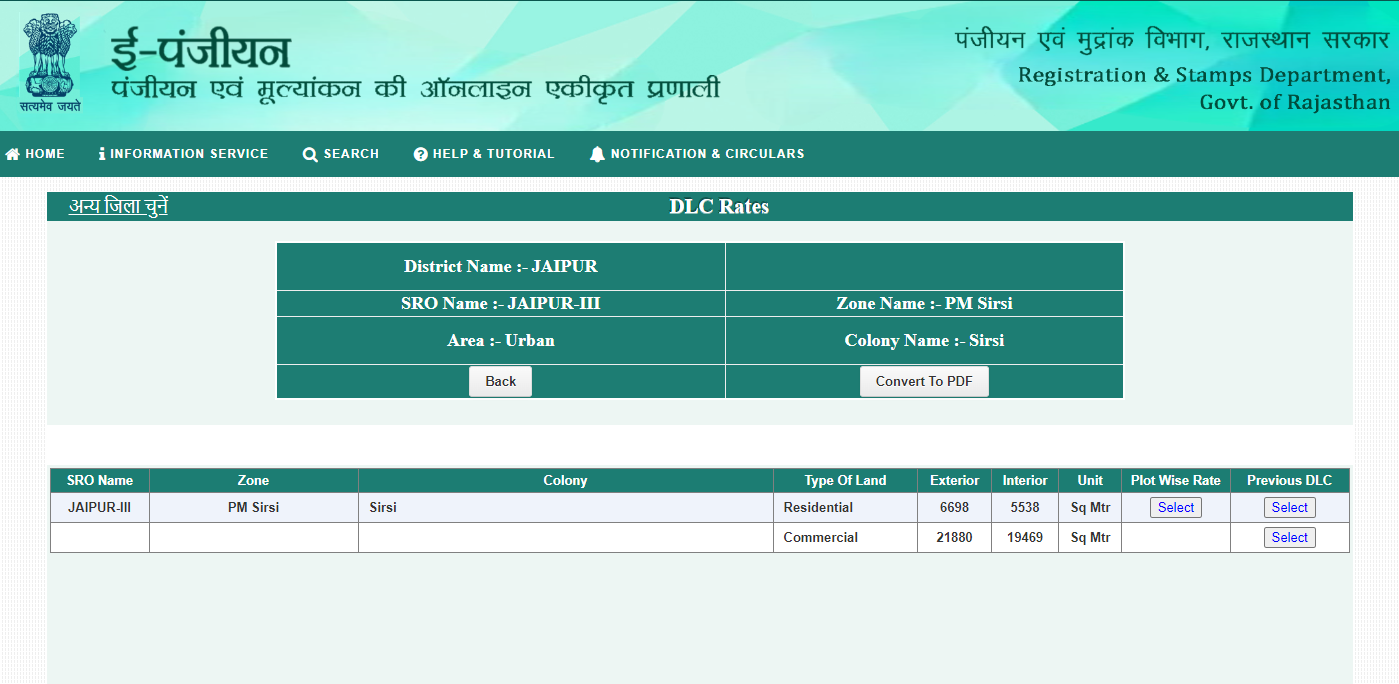 सत्यमेव जयते
ई-पंजीयन
पंजीयन एवं मूल्यांकन की ऑनलाइन एकीकृत प्रणाली
पंजीयन एवं मुद्रांक विभाग, राजस्थान सरकार
Registration & Stamps Department,
Govt. of Rajasthan
HOME INFORMATION SERVICE SEARCH HELP & TUTORIAL NOTIFICATION & CIRCULARS
अन्य जिला चुनें DLC Rates
District Name :- JAIPUR
SRO Name :- JAIPUR-III Zone Name :- PM Sirsi
Area :- Urban Colony Name :- Sirsi
Back Convert To PDF
SRO Name Zone Colony Type Of Land Exterior Interior Unit Plot Wise Rate Previous DLC
JAIPUR-III PM Sirsi Sirsi Residential 6698 5538 Sq Mtr Select Select
Commercial 21880 19469 Sq Mtr Select